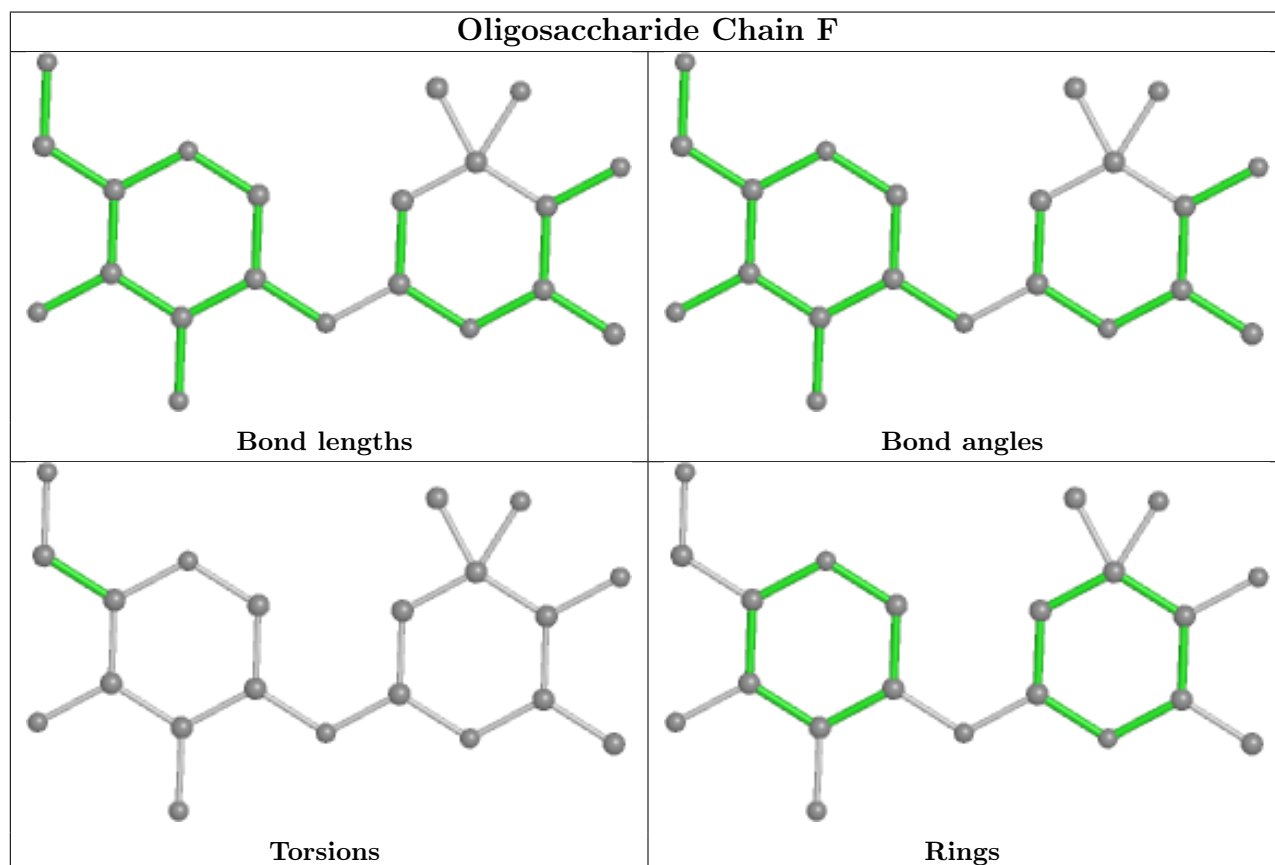 Oligosaccharide Chain F
Bond lengths
Bond angles
Torsions
Rings